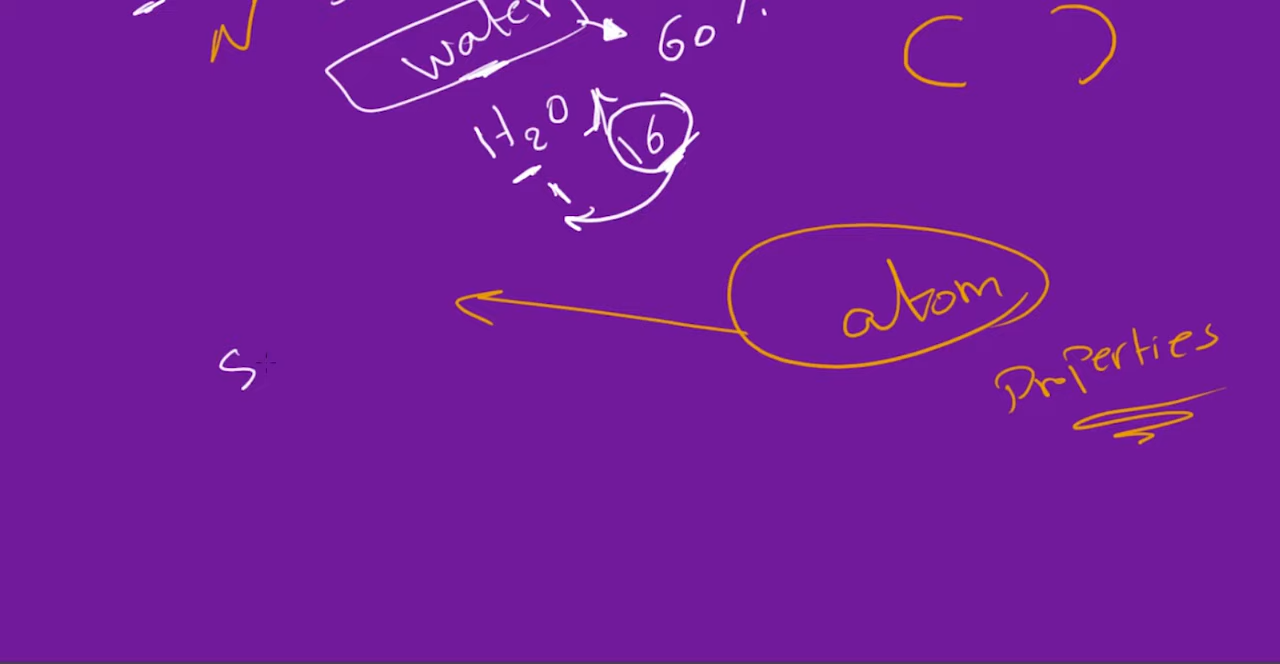 N
water 60%
H₂O 16
atom
Properties
S